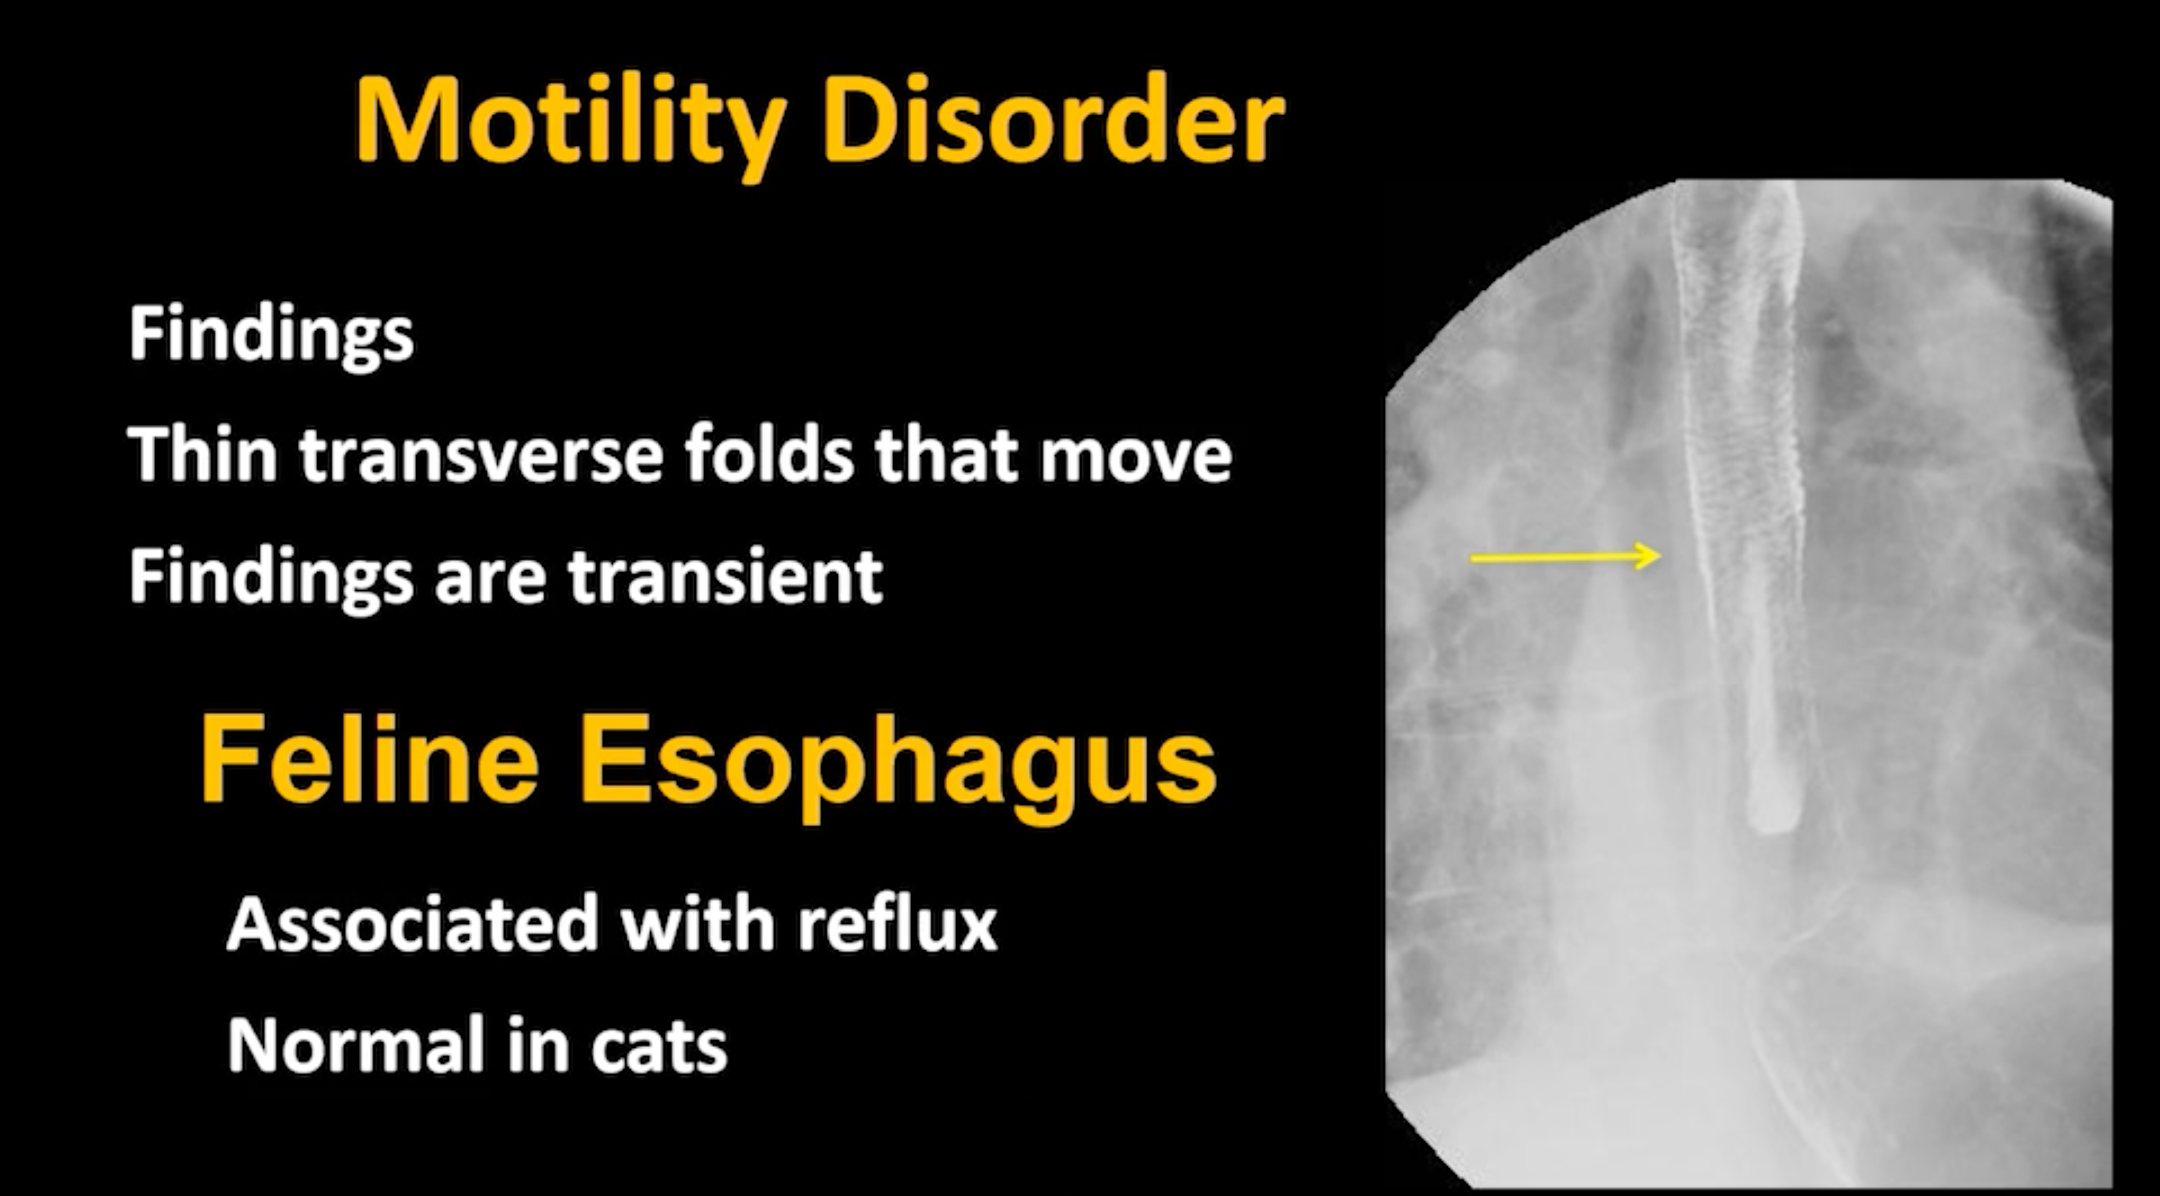 Motility Disorder
Findings
Thin transverse folds that move
Findings are transient
Feline Esophagus
Associated with reflux
Normal in cats